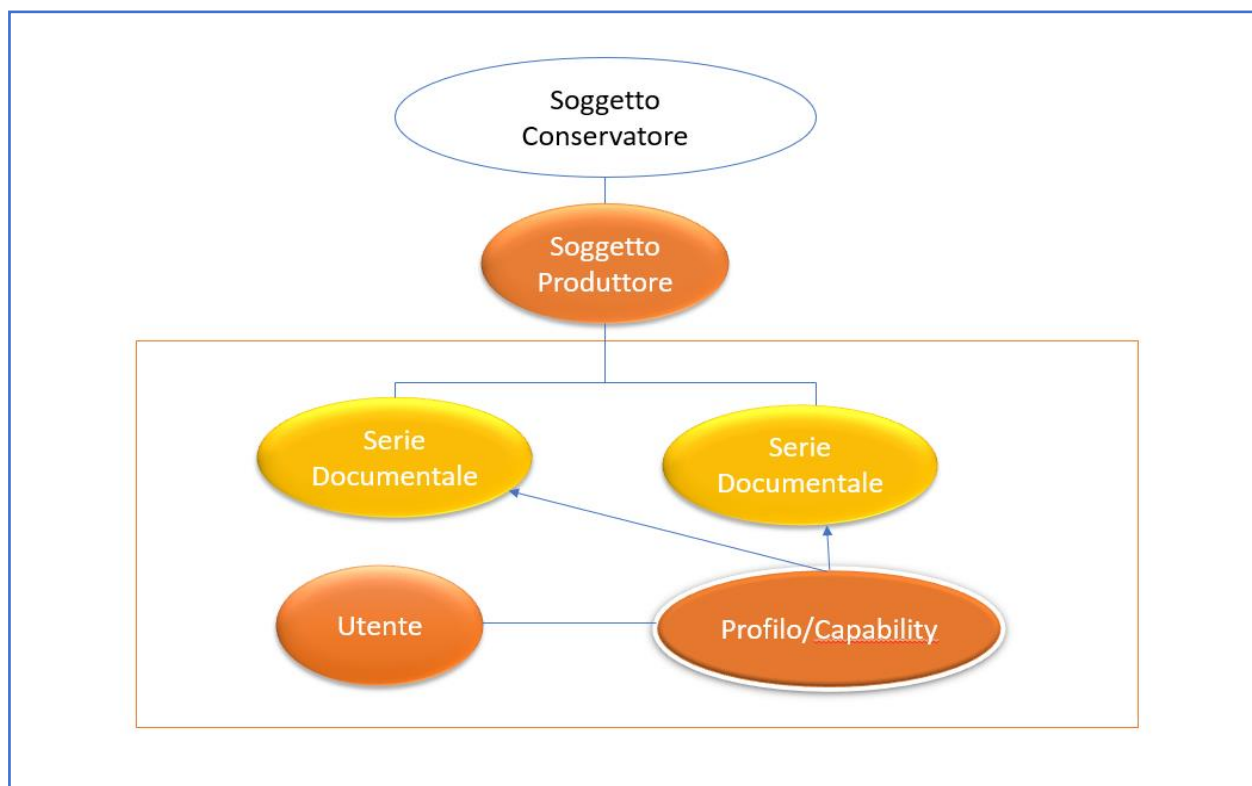 Soggetto
Conservatore
Soggetto
Produttore
Serie
Documentale
Serie
Documentale
Utente
Profilo/Capability